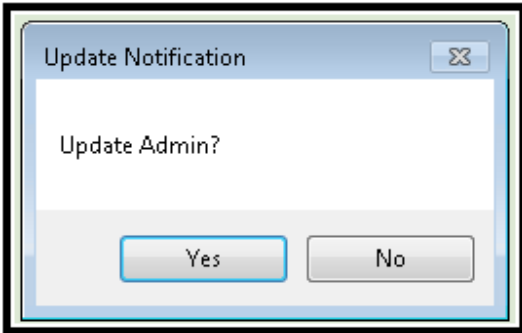 Update Notification
Update Admin?
Yes No